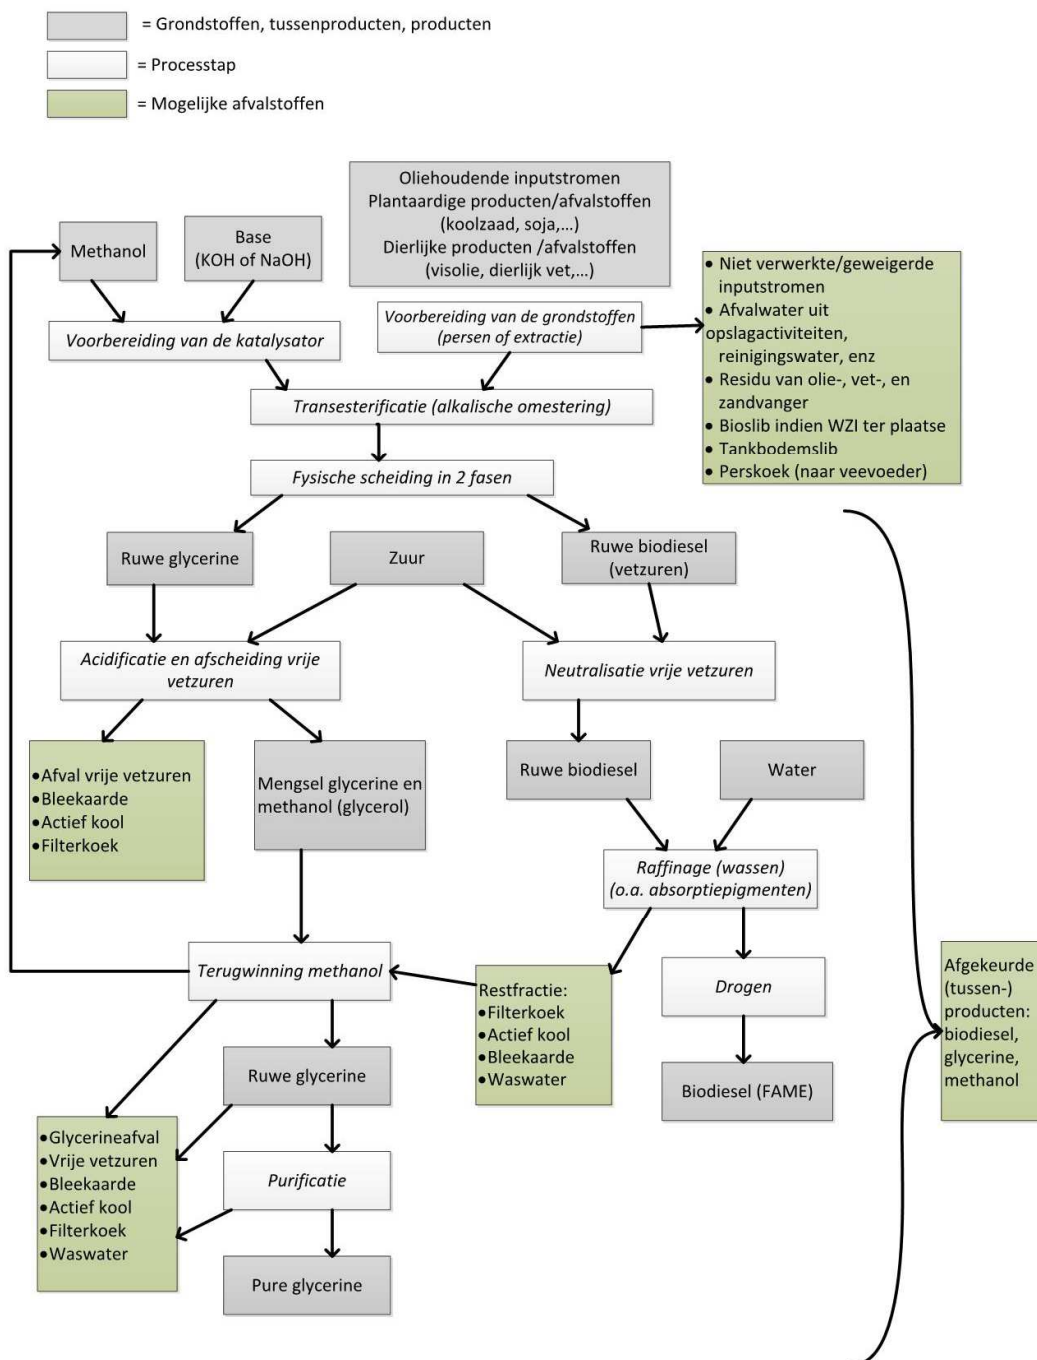 = Grondstoffen, tussenproducten, producten
= Processtap
= Mogelijke afvalstoffen
Oliehoudende inputstromen
Plantaardige producten/afvalstoffen
(koolzaad, soja,...)
Dierlijke producten /afvalstoffen
(visolie, dierlijk vet,...)
Methanol
Base
(KOH of NaOH)
Voorbereiding van de katalysator
Voorbereiding van de grondstoffen
(persen of extractie)
• Niet verwerkte/geweigerde
inputstromen
• Afvalwater uit
opslagactiviteiten,
reinigingswater, enz
• Residu van olie-, vet-, en
zandvanger
• Bioslib indien WZI ter plaatse
• Tankbodemslib
• Perskoek (naar veevoeder)
Transesterificatie (alkalische omestering)
Fysische scheiding in 2 fasen
Ruwe glycerine
Zuur
Ruwe biodiesel
(vetzuren)
Acidificatie en afscheiding vrije
vetzuren
Neutralisatie vrije vetzuren
• Afval vrije vetzuren
• Bleekaarde
• Actief kool
• Filterkoek
Mengsel glycerine en
methanol (glycerol)
Ruwe biodiesel
Water
Raffinage (wassen)
(o.a. absorptiepigmenten)
Terugwinning methanol
Restfractie:
• Filterkoek
• Actief kool
• Bleekaarde
• Waswater
Drogen
Afgekeurde
(tussen-)
producten:
biodiesel,
glycerine,
methanol
Ruwe glycerine
Biodiesel (FAME)
• Glycerineafval
• Vrije vetzuren
• Bleekaarde
• Actief kool
• Filterkoek
• Waswater
Purificatie
Pure glycerine